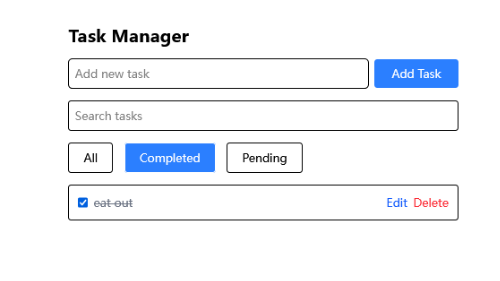 Task Manager
Add new task Add Task
Search tasks
All Completed Pending
eat out Edit Delete